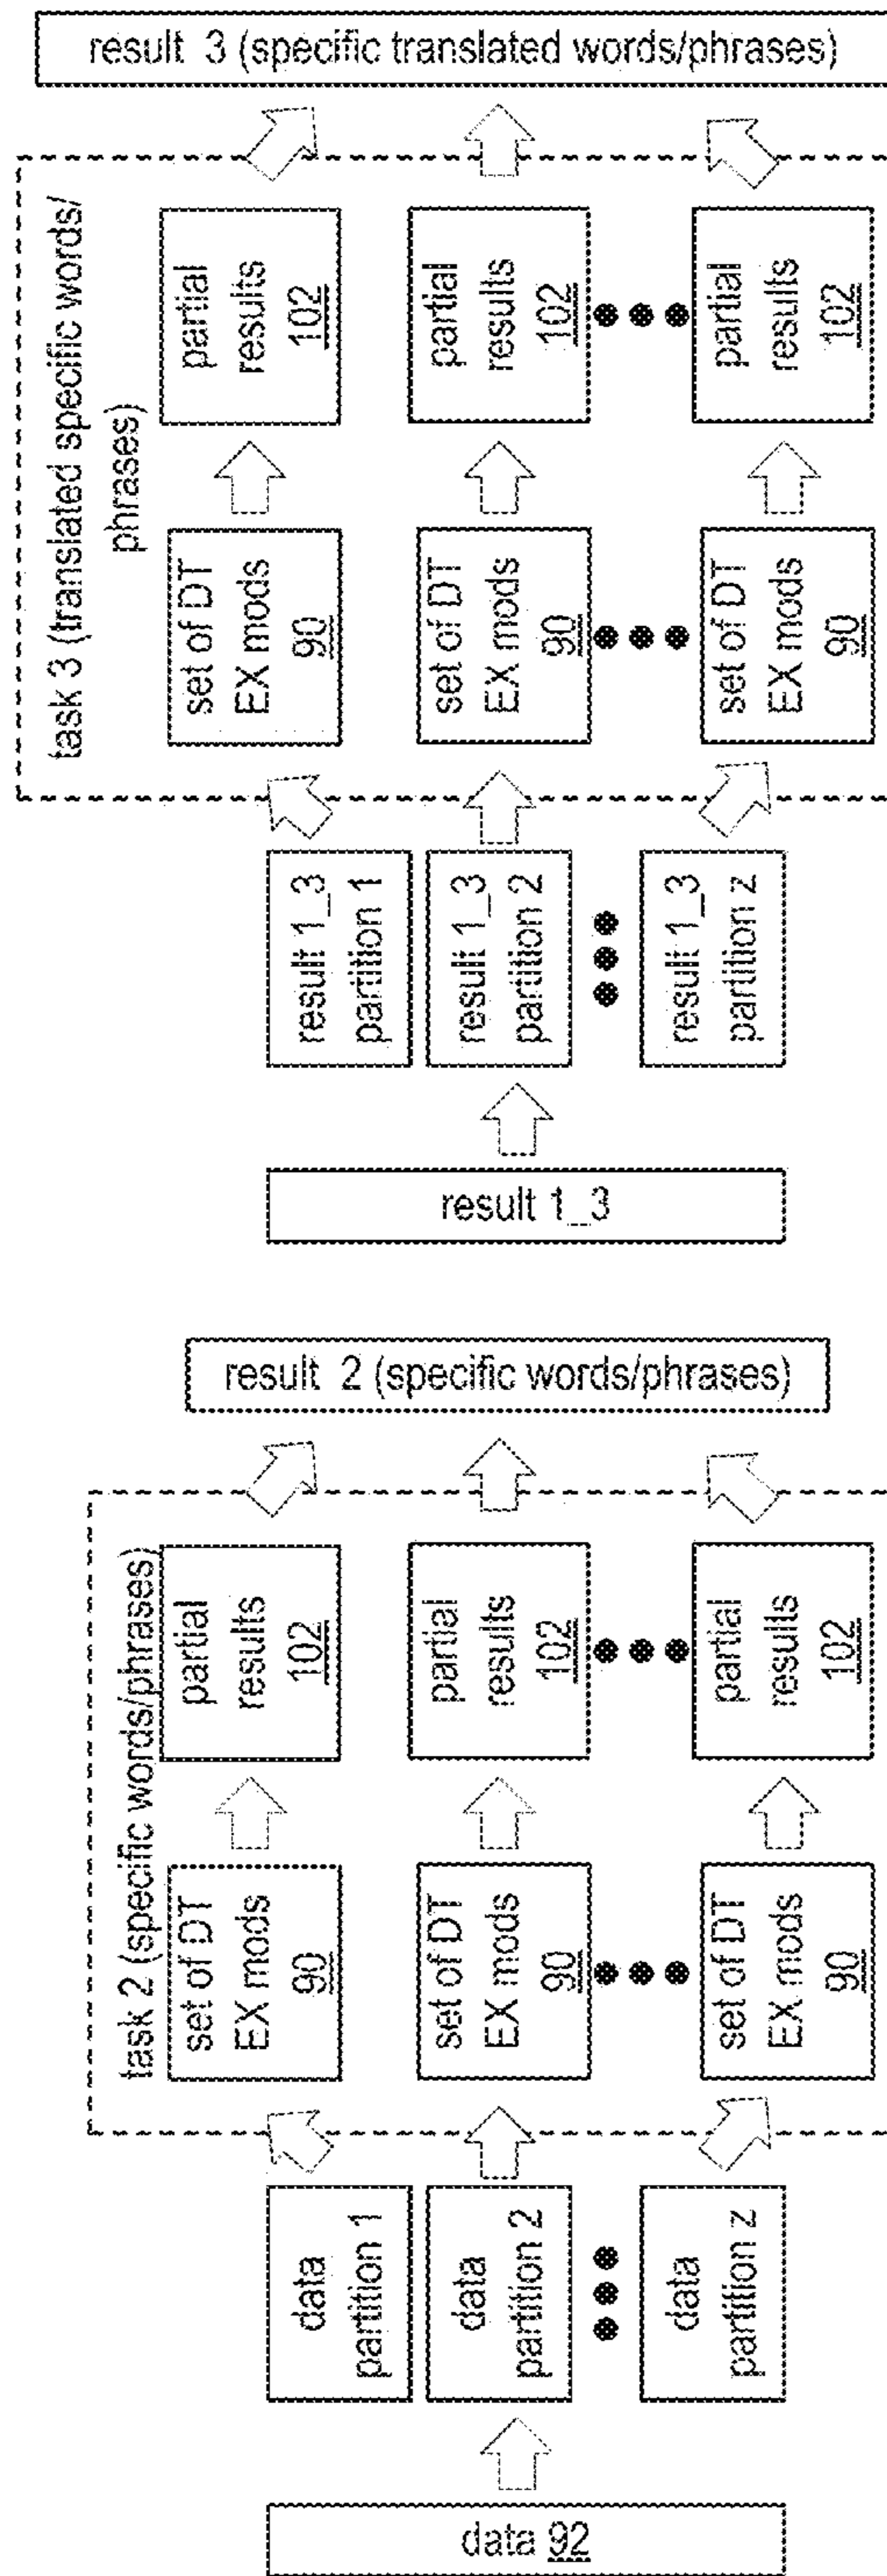 task 2 (specific words/phrases)
data 92
data
partition 1
data
partition 2
data
partition z
set of DT
EX mods
90
set of DT
EX mods
90
set of DT
EX mods
90
partial
results
102
partial
results
102
partial
results
102
result 2 (specific words/phrases)
task 3 (translated specific words/
phrases)
result 1_3
result 1_3
partition 1
result 1_3
partition 2
result 1_3
partition z
set of DT
EX mods
90
set of DT
EX mods
90
set of DT
EX mods
90
partial
results
102
partial
results
102
partial
results
102
result 3 (specific translated words/phrases)